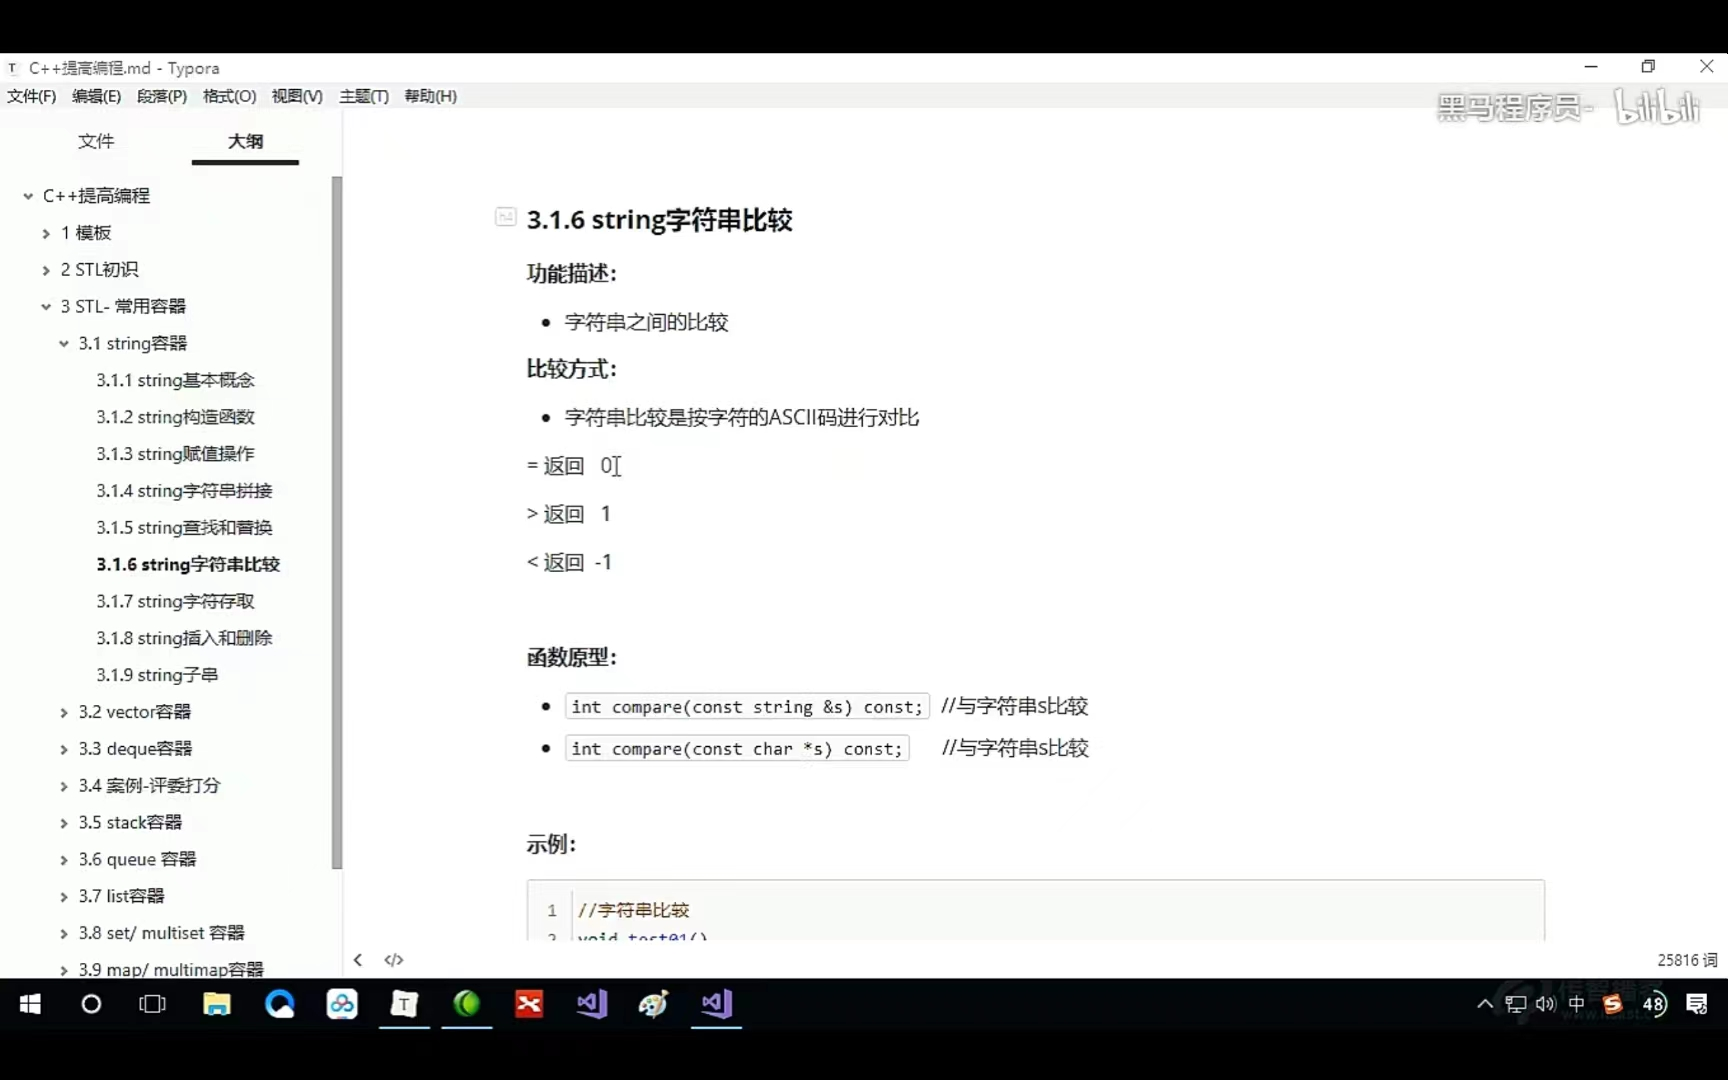 C++提高编程.md - Typora
文件(F) 编辑(E) 段落(P) 格式(O) 视图(V) 主题(T) 帮助(H)
黑马程序员- bilibili
文件 大纲
C++提高编程
1 模板
2 STL初识
3 STL- 常用容器
3.1 string容器
3.1.1 string基本概念
3.1.2 string构造函数
3.1.3 string赋值操作
3.1.4 string字符串拼接
3.1.5 string查找和替换
3.1.6 string字符串比较
3.1.7 string字符存取
3.1.8 string插入和删除
3.1.9 string子串
3.2 vector容器
3.3 deque容器
3.4 案例-评委打分
3.5 stack容器
3.6 queue 容器
3.7 list容器
3.8 set/ multiset 容器
3.9 map/ multimap容器
h4
3.1.6 string字符串比较
功能描述：
字符串之间的比较
比较方式：
字符串比较是按字符的ASCII码进行对比
= 返回 0
> 返回 1
< 返回 -1
函数原型：
int compare(const string &s) const; //与字符串s比较
int compare(const char *s) const; //与字符串s比较
示例：
1 //字符串比较
2 void test01()
25816 词
中
48